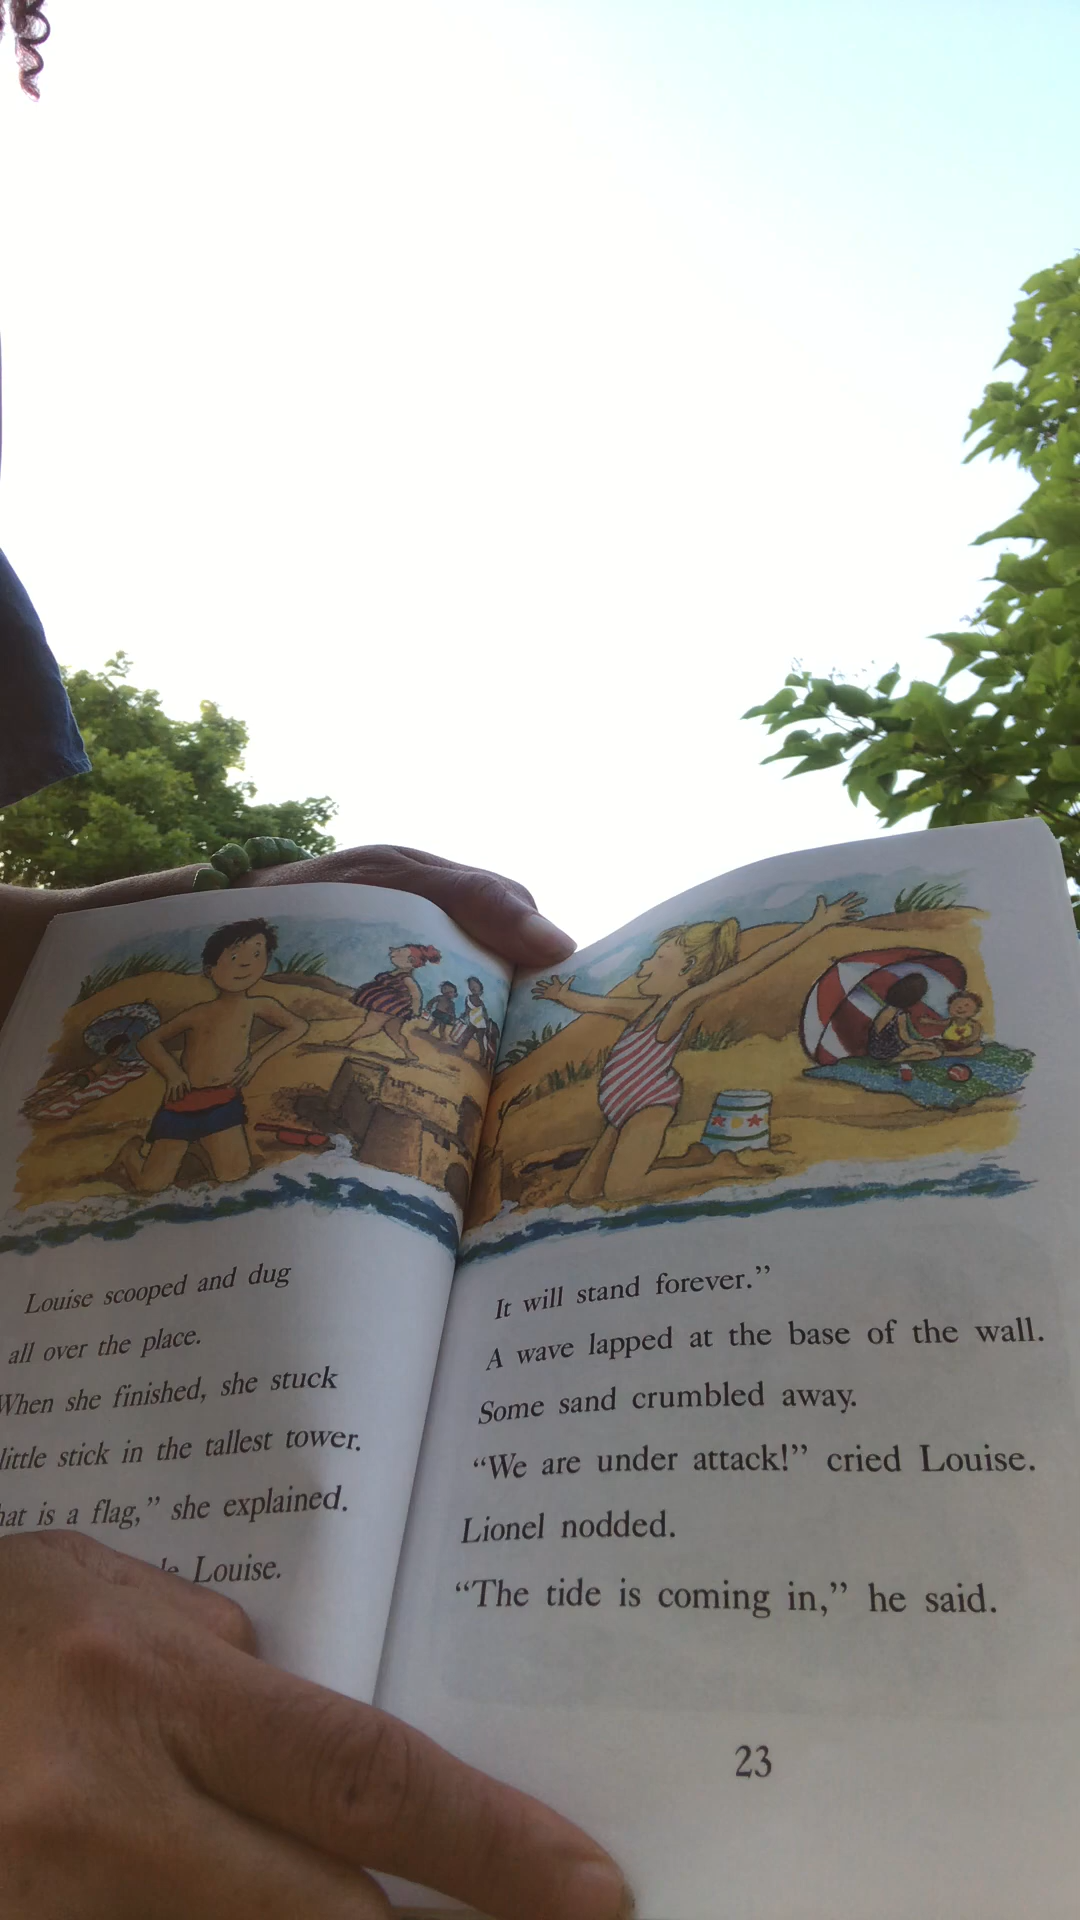 Louise scooped and dug
all over the place.
When she finished, she stuck
little stick in the tallest tower.
is a flag,” she explained.
Louise.
It will stand forever.”
A wave lapped at the base of the wall.
Some sand crumbled away.
“We are under attack!” cried Louise.
Lionel nodded.
“The tide is coming in,” he said.
23